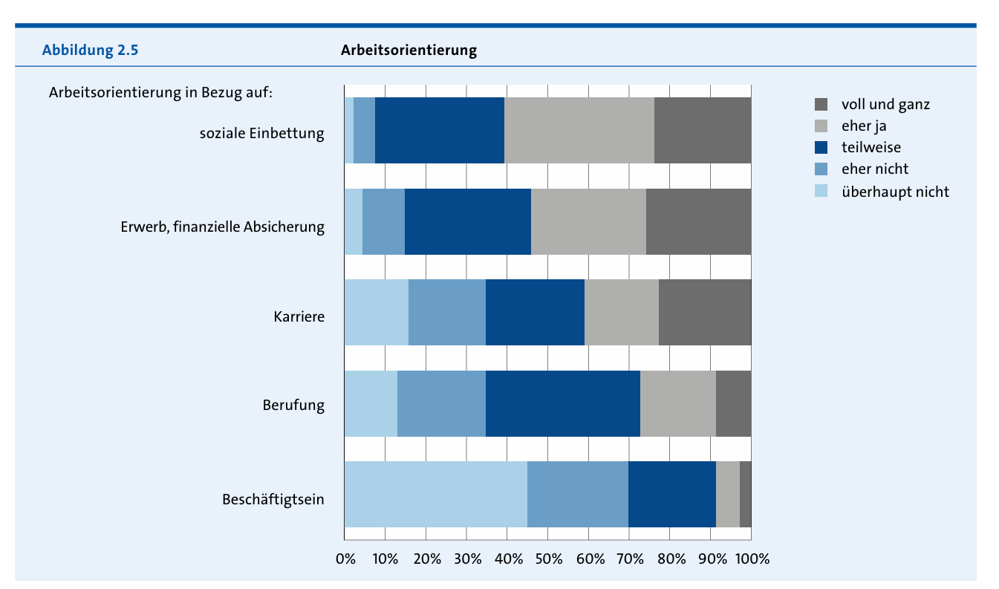 Abbildung 2.5
Arbeitsorientierung
Arbeitsorientierung in Bezug auf:
soziale Einbettung
Erwerb, finanzielle Absicherung
Karriere
Berufung
Beschäftigtsein
voll und ganz
eher ja
teilweise
eher nicht
überhaupt nicht
0% 10% 20% 30% 40% 50% 60% 70% 80% 90% 100%